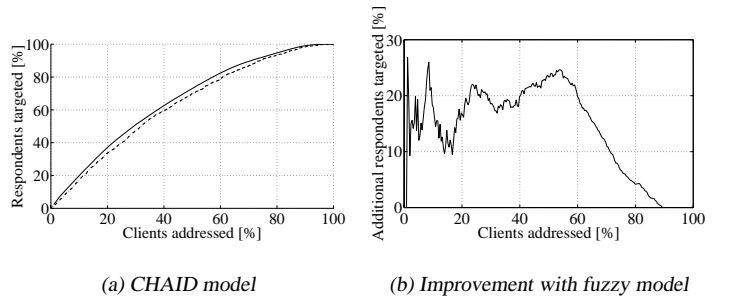 Respondents targeted [%]
100
80
60
40
20
0
0 20 40 60 80 100
Clients addressed [%]
(a) CHAID model
Additional respondents targeted [%]
30
20
10
0
0 20 40 60 80 100
Clients addressed [%]
(b) Improvement with fuzzy model